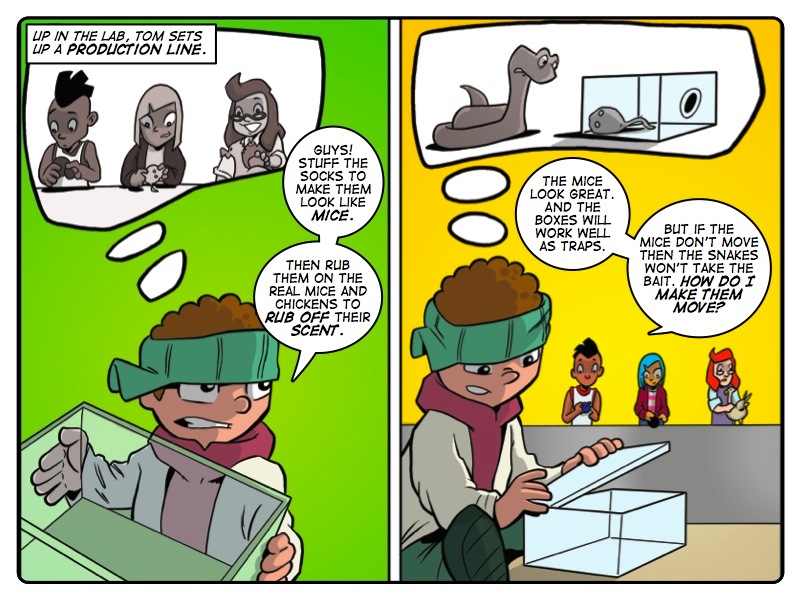 UP IN THE LAB, TOM SETS
UP A PRODUCTION LINE.
GUYS!
STUFF THE
SOCKS TO
MAKE THEM
LOOK LIKE
MICE.
THEN RUB
THEM ON THE
REAL MICE AND
CHICKENS TO
RUB OFF THEIR
SCENT.
THE MICE
LOOK GREAT.
AND THE
BOXES WILL
WORK WELL
AS TRAPS.
BUT IF THE
MICE DON'T MOVE
THEN THE SNAKES
WON'T TAKE THE
BAIT. HOW DO I
MAKE THEM
MOVE?